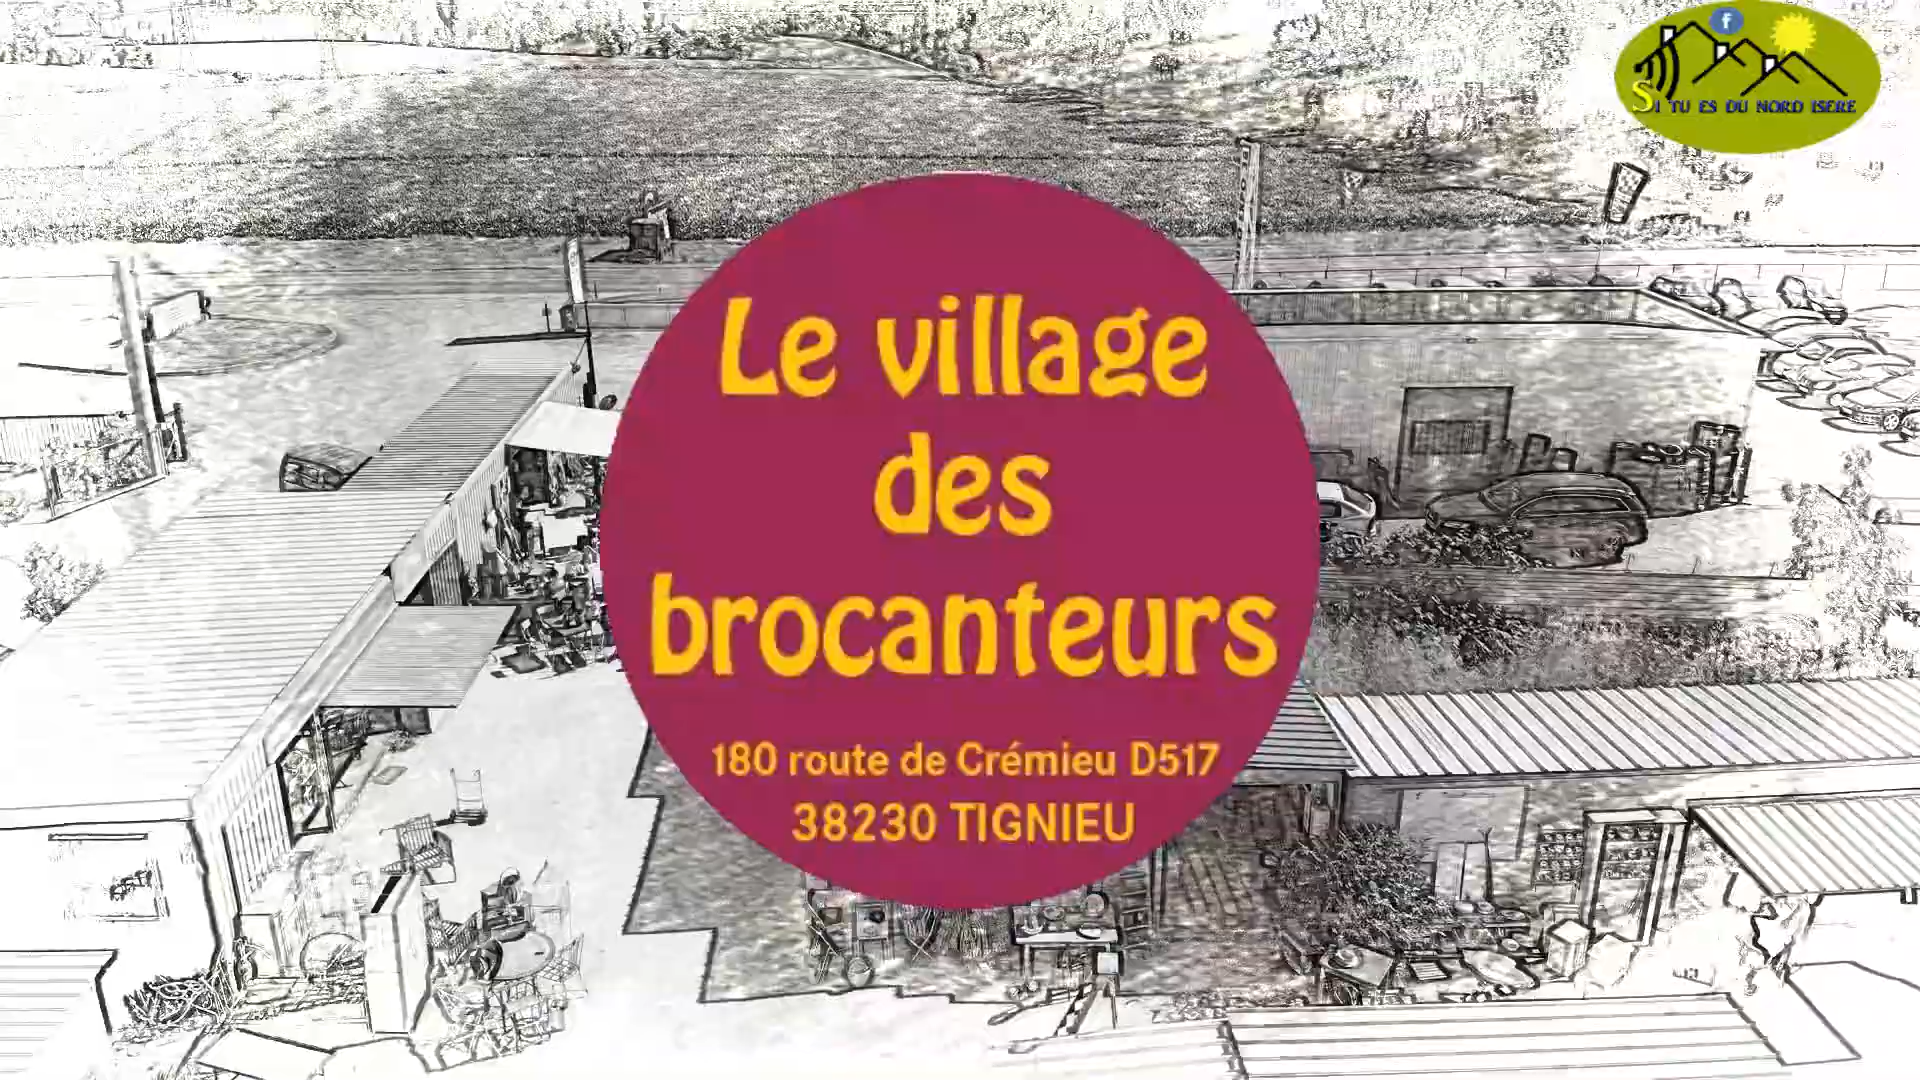 SI TU ES DU NORD ISERE
Le village
des
brocanteurs
180 route de Crémieu D517
38230 TIGNIEU